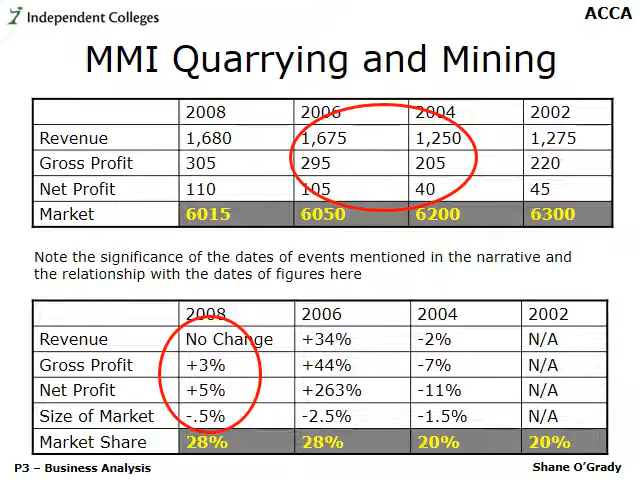 Independent Colleges
ACCA
MMI Quarrying and Mining
2008 2006 2004 2002
Revenue 1,680 1,675 1,250 1,275
Gross Profit 305 295 205 220
Net Profit 110 105 40 45
Market 6015 6050 6200 6300
Note the significance of the dates of events mentioned in the narrative and
the relationship with the dates of figures here
2008 2006 2004 2002
Revenue No Change +34% -2% N/A
Gross Profit +3% +44% -7% N/A
Net Profit +5% +263% -11% N/A
Size of Market -.5% -2.5% -1.5% N/A
Market Share 28% 28% 20% 20%
P3 – Business Analysis
Shane O'Grady